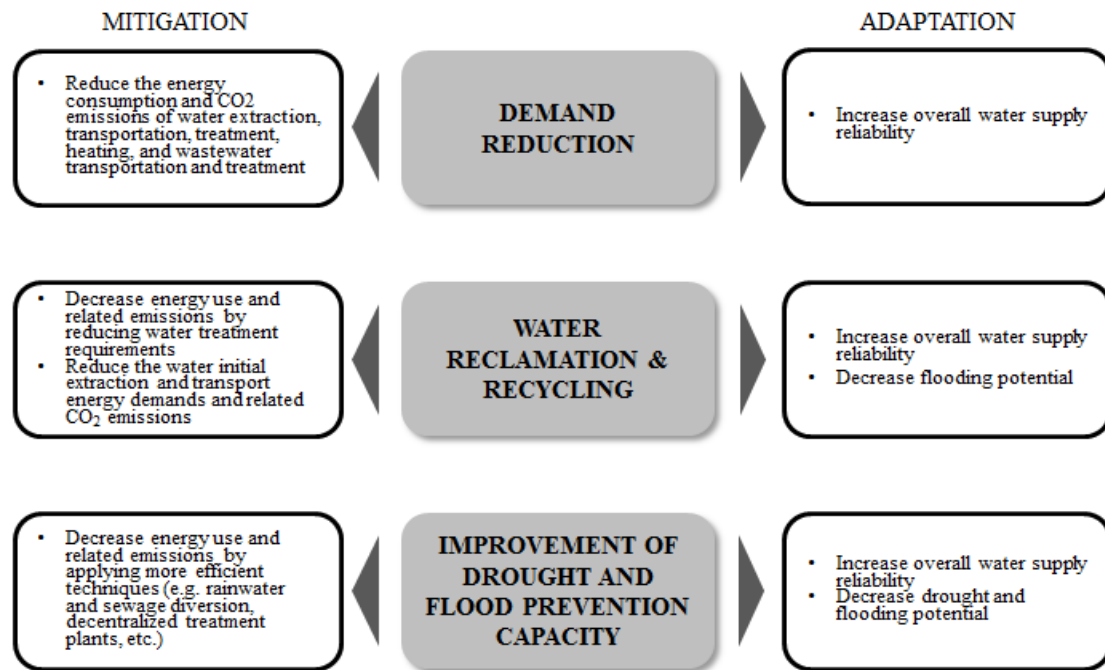 MITIGATION
ADAPTATION
• Reduce the energy
consumption and CO2
emissions of water extraction,
transportation, treatment,
heating, and wastewater
transportation and treatment
DEMAND
REDUCTION
• Increase overall water supply
reliability
• Decrease energy use and
related emissions by
reducing water treatment
requirements
• Reduce the water initial
extraction and transport
energy demands and related
CO₂ emissions
WATER
RECLAMATION &
RECYCLING
• Increase overall water supply
reliability
• Decrease flooding potential
• Decrease energy use and
related emissions by
applying more efficient
techniques (e.g. rainwater
and sewage diversion,
decentralized treatment
plants, etc.)
IMPROVEMENT OF
DROUGHT AND
FLOOD PREVENTION
CAPACITY
• Increase overall water supply
reliability
• Decrease drought and
flooding potential